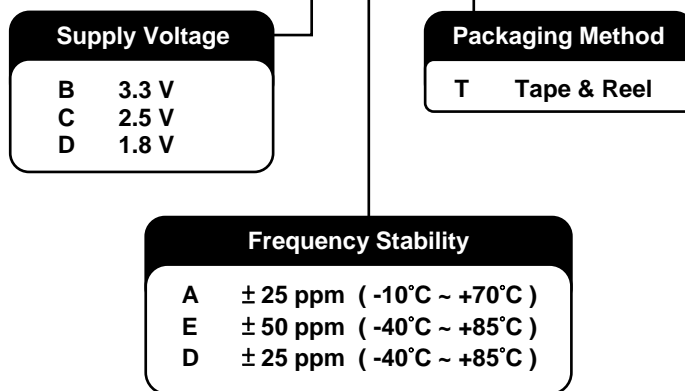 Supply Voltage
B 3.3 V
C 2.5 V
D 1.8 V
Packaging Method
T Tape & Reel
Frequency Stability
A ± 25 ppm ( -10°C ~ +70°C )
E ± 50 ppm ( -40°C ~ +85°C )
D ± 25 ppm ( -40°C ~ +85°C )